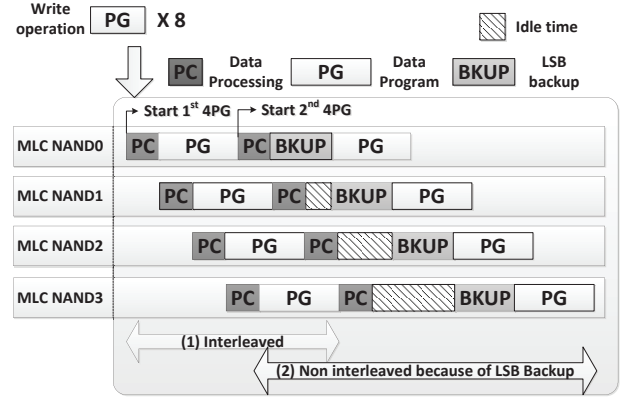 Write
operation
PG
X 8
Idle time
PC
Data
Processing
PG
Data
Program
BKUP
LSB
backup
Start 1st 4PG
Start 2nd 4PG
MLC NAND0
PC
PG
PC
BKUP
PG
MLC NAND1
PC
PG
PC
BKUP
PG
MLC NAND2
PC
PG
PC
BKUP
PG
MLC NAND3
PC
PG
PC
BKUP
PG
(1) Interleaved
(2) Non interleaved because of LSB Backup